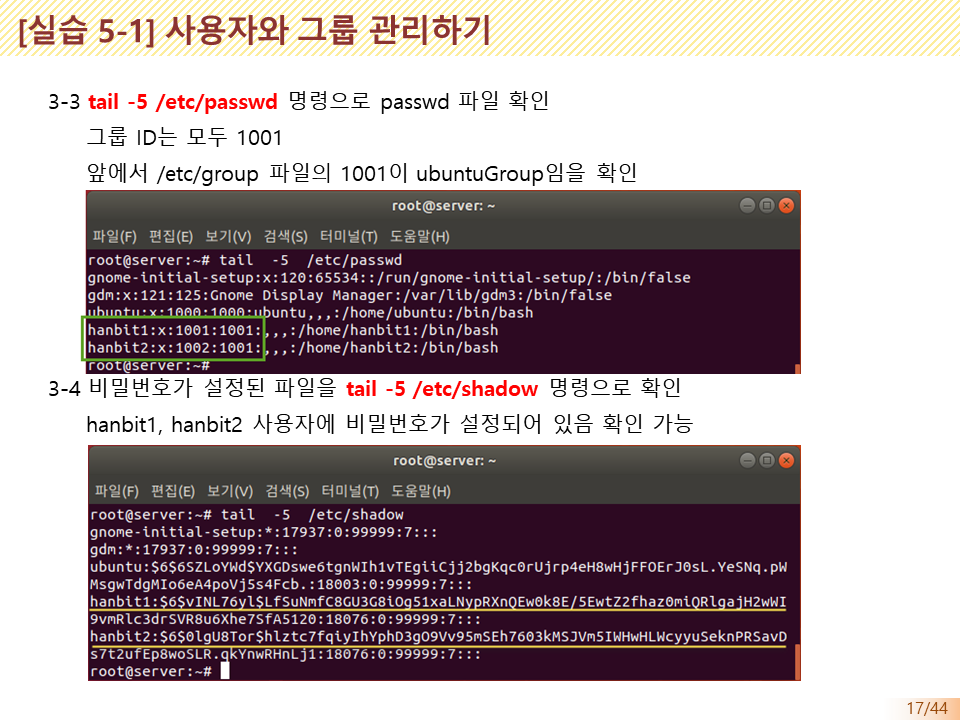 [실습 5-1] 사용자와 그룹 관리하기
3-3 tail -5 /etc/passwd 명령으로 passwd 파일 확인
그룹 ID는 모두 1001
앞에서 /etc/group 파일의 1001이 ubuntuGroup임을 확인
root@server: ~
파일(F) 편집(E) 보기(V) 검색(S) 터미널(T) 도움말(H)
root@server:~# tail  -5  /etc/passwd
gnome-initial-setup:x:120:65534::/run/gnome-initial-setup/:/bin/false
gdm:x:121:125:Gnome Display Manager:/var/lib/gdm3:/bin/false
ubuntu:x:1000:1000:ubuntu,,,:/home/ubuntu:/bin/bash
hanbit1:x:1001:1001:,,,:/home/hanbit1:/bin/bash
hanbit2:x:1002:1001:,,,:/home/hanbit2:/bin/bash
root@server:~#
3-4 비밀번호가 설정된 파일을 tail -5 /etc/shadow 명령으로 확인
hanbit1, hanbit2 사용자에 비밀번호가 설정되어 있음 확인 가능
root@server: ~
파일(F) 편집(E) 보기(V) 검색(S) 터미널(T) 도움말(H)
root@server:~# tail  -5  /etc/shadow
gnome-initial-setup:*:17937:0:99999:7:::
gdm:*:17937:0:99999:7:::
ubuntu:$6$6SZLoYWd$YXGDswe6tgnWIh1vTEgiiCjj2bgKqc0rUjrp4eH8wHjFFOErJ0sL.YeSNq.pW
MsgwTdgMIo6eA4poVj5s4Fcb.:18003:0:99999:7:::
hanbit1:$6$vINL76yl$LfSuNmfC8GU3G8iOg51xaLNypRXnQEw0k8E/5EwtZ2fhaz0miQRlgajH2wWI
9vmRlc3drSVR8u6Xhe7SfA5120:18076:0:99999:7:::
hanbit2:$6$0lgU8Tor$hlztc7fqiyIhYphD3gO9Vv95mSEh7603kMSJVm5IWHwHLWcyyuSeknPRSavD
s7t2ufEp8woSLR.qkYnwRHnLj1:18076:0:99999:7:::
root@server:~#
17/44